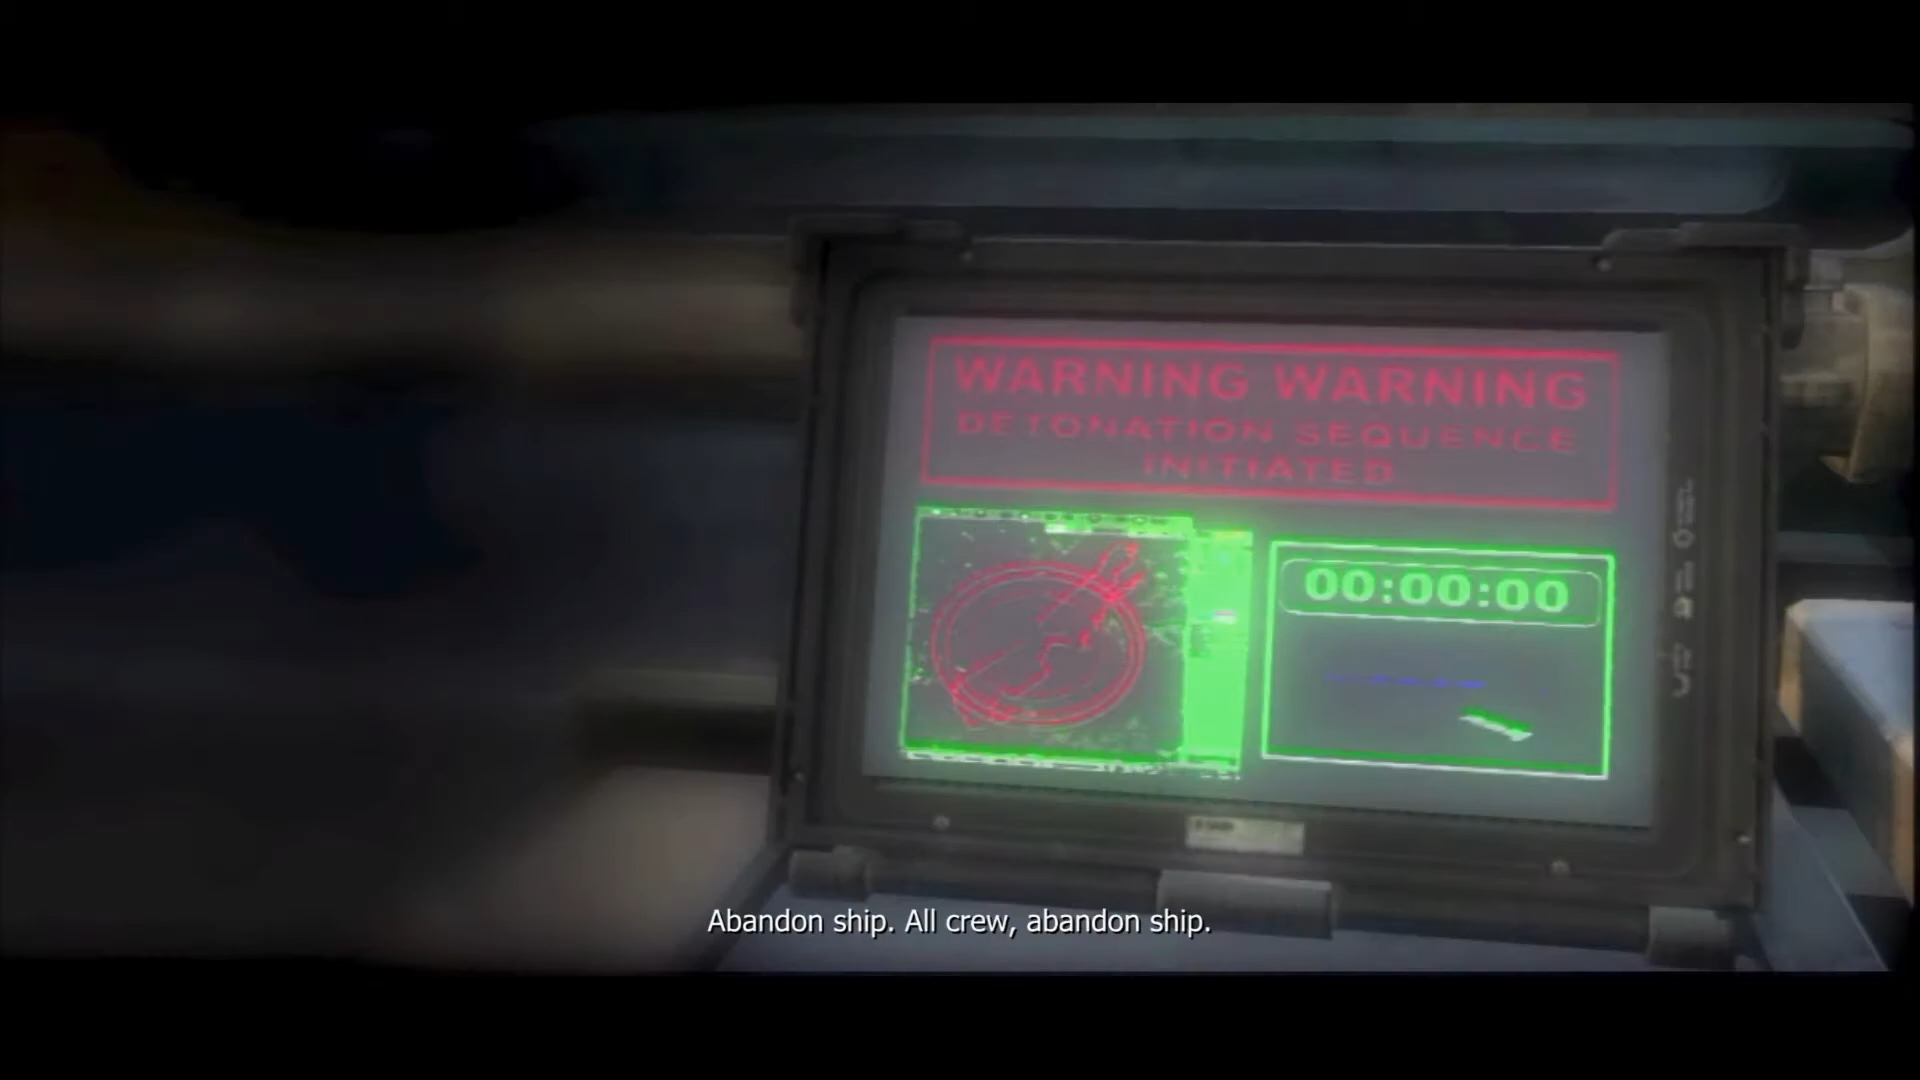 WARNING WARNING
DETONATION SEQUENCE
INITIATED
00:00:00
Abandon ship. All crew, abandon ship.